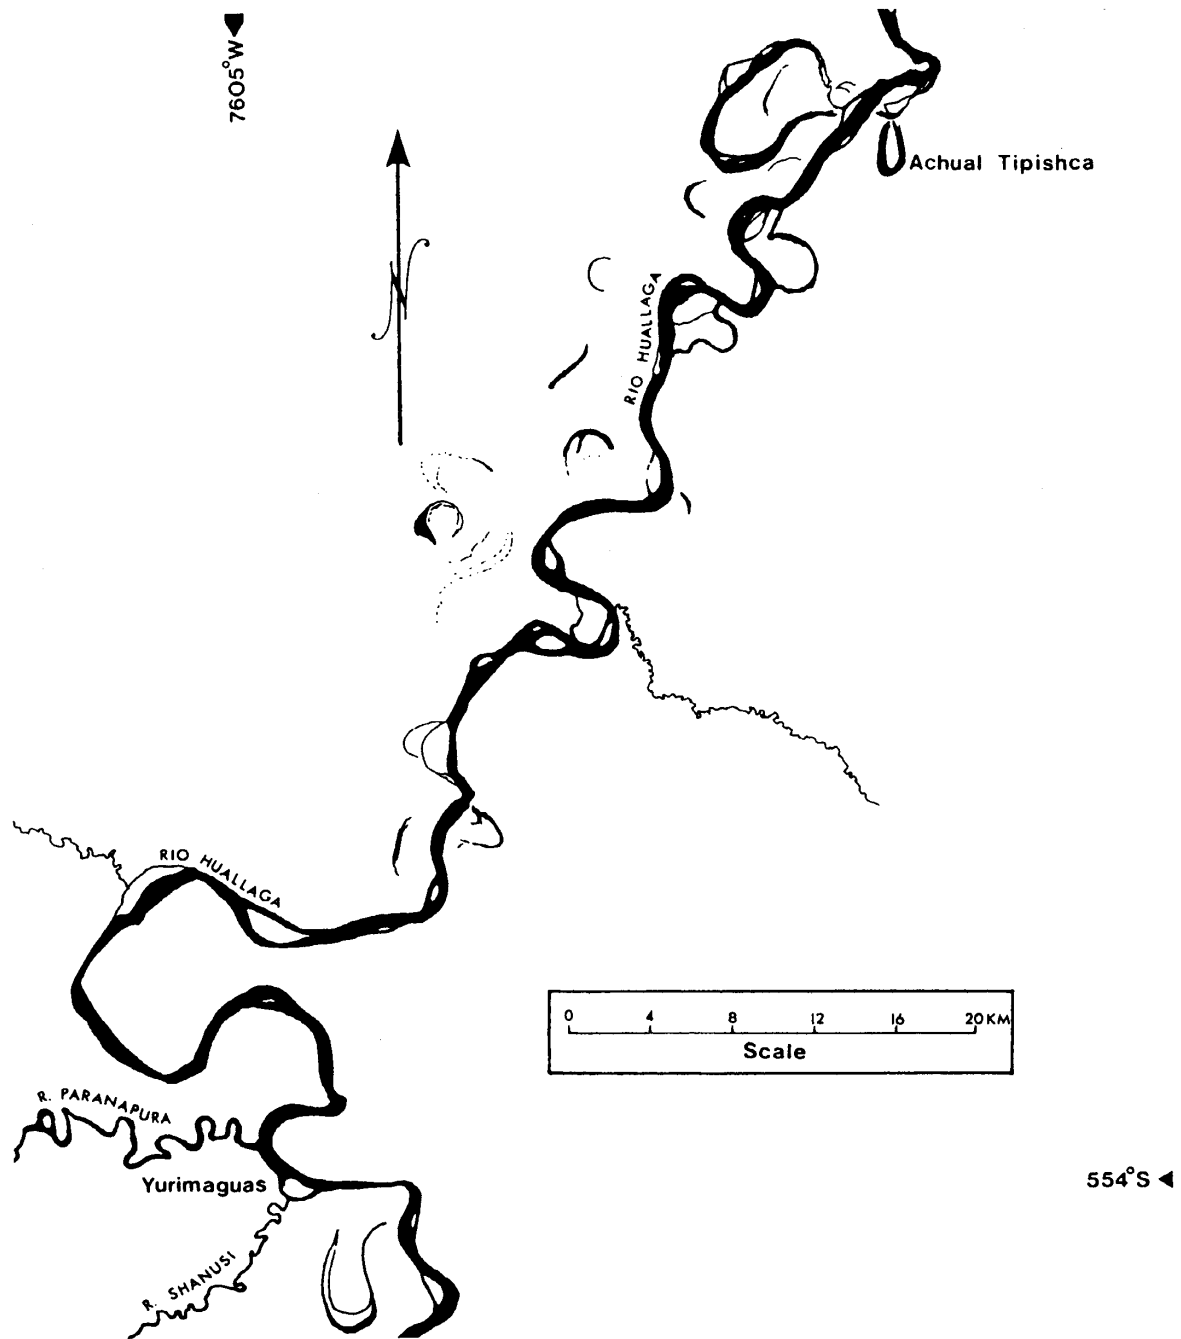 7605°W
Achual Tipishca
N
RIO HUALLAGA
RIO HUALLAGA
0 4 8 12 16 20 KM
Scale
R. PARANAPURA
Yurimaguas
554°S
R. SHANUSI